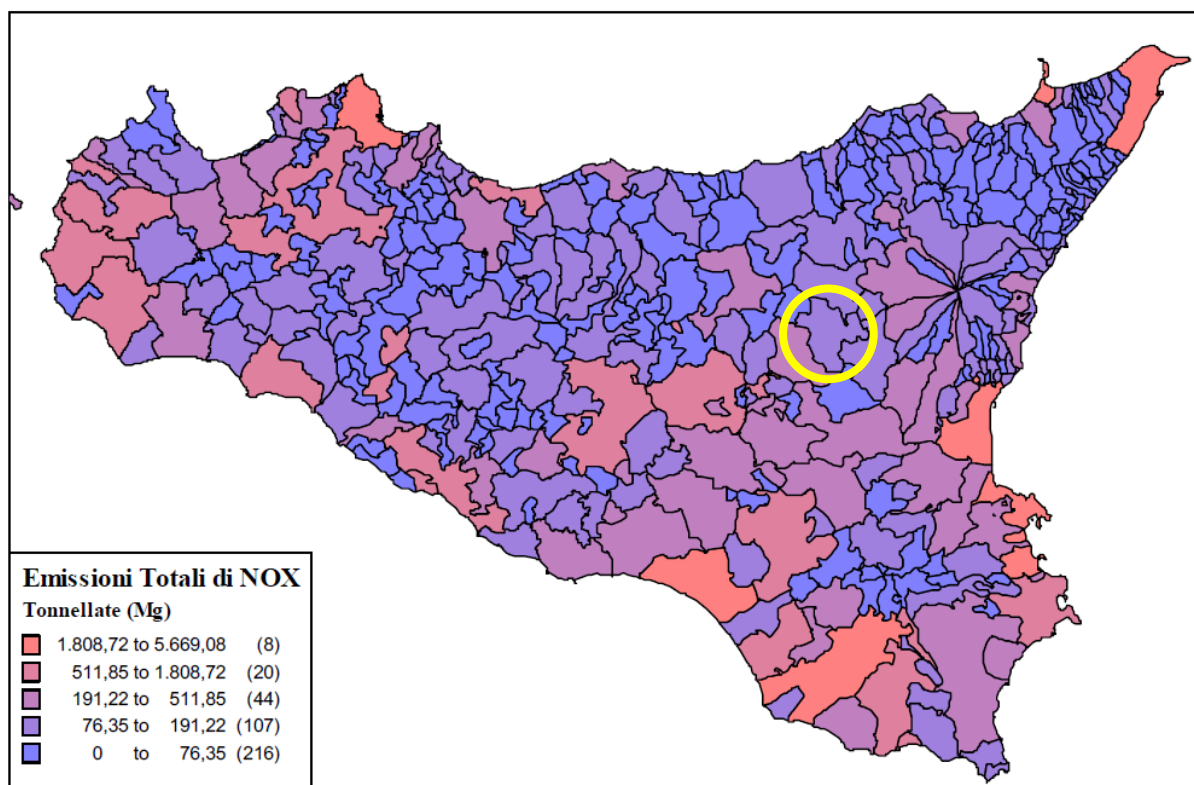 Emissioni Totali di NOX
Tonnellate (Mg)
1.808,72 to 5.669,08 (8)
511,85 to 1.808,72 (20)
191,22 to 511,85 (44)
76,35 to 191,22 (107)
0 to 76,35 (216)